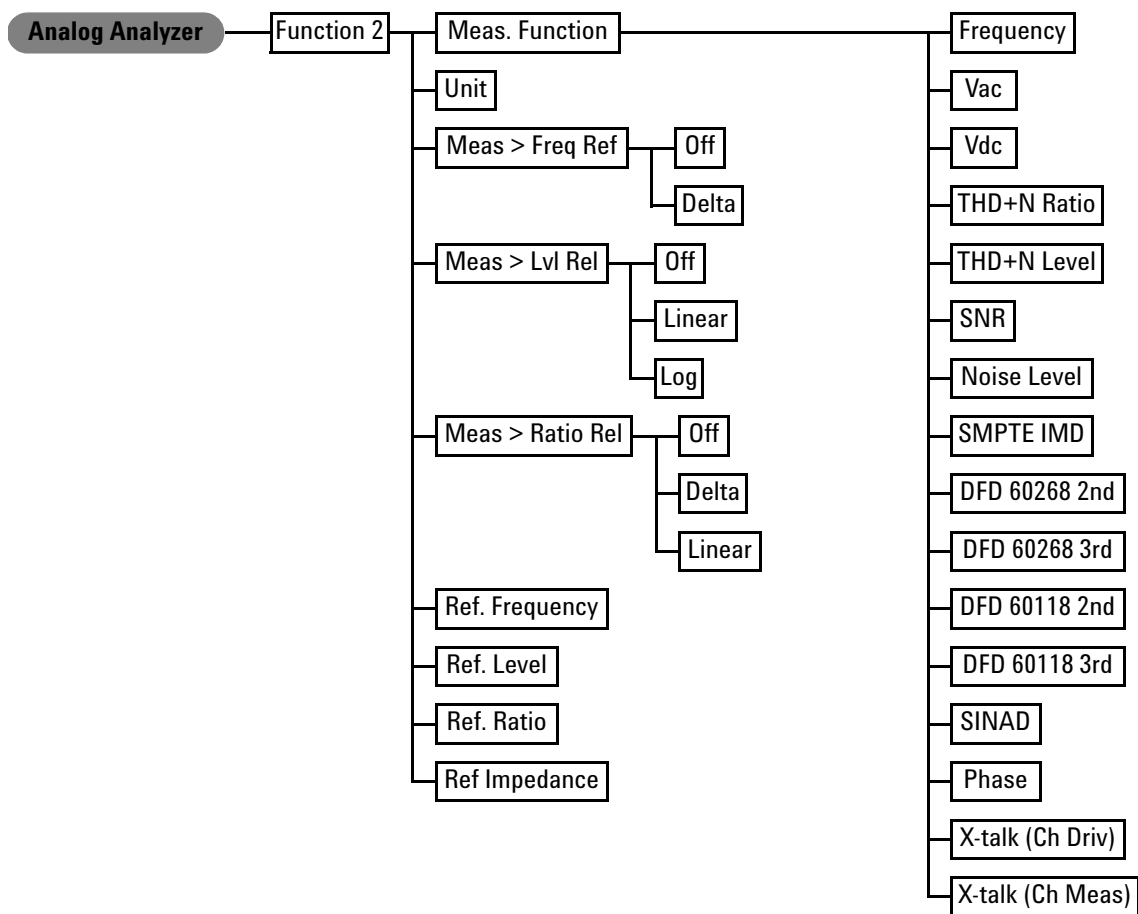 Analog Analyzer
Function 2
Meas. Function
Frequency
Unit
Vac
Meas > Freq Ref
Off
Vdc
Delta
THD+N Ratio
Meas > Lvl Rel
Off
THD+N Level
Linear
SNR
Log
Noise Level
Meas > Ratio Rel
Off
SMPTE IMD
Delta
DFD 60268 2nd
Linear
DFD 60268 3rd
Ref. Frequency
DFD 60118 2nd
Ref. Level
DFD 60118 3rd
Ref. Ratio
SINAD
Ref Impedance
Phase
X-talk (Ch Driv)
X-talk (Ch Meas)